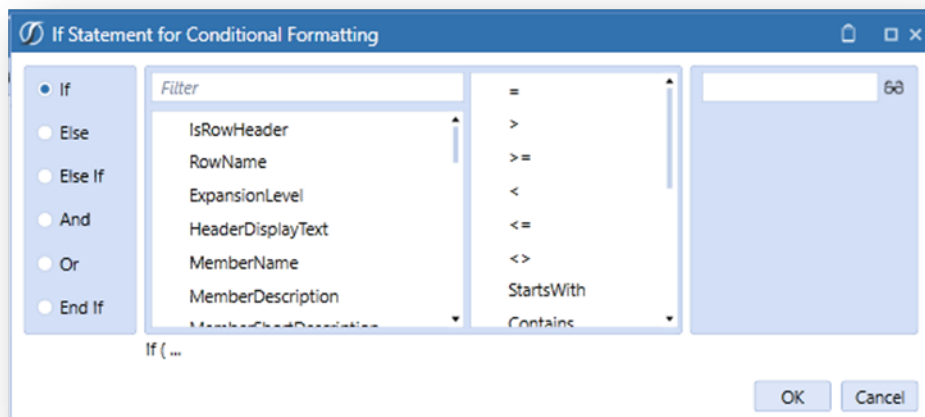 If Statement for Conditional Formatting
If
Else
Else If
And
Or
End If
Filter
IsRowHeader
RowName
ExpansionLevel
HeaderDisplayText
MemberName
MemberDescription
MemberShortDescription
=
>
>=
<
<=
<>
StartsWith
Contains
If ( ...
OK
Cancel